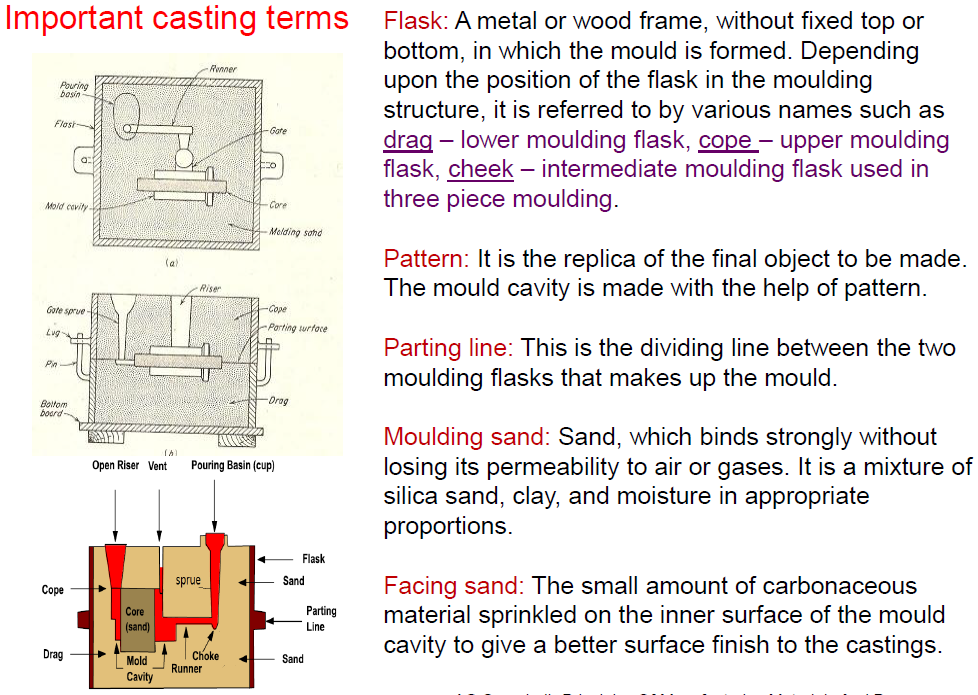 Important casting terms
Runner
Pouring
basin
Flask
Gate
Mold cavity
Core
Molding sand
(a)
Riser
Gate sprue
Cope
Parting surface
Lug
Pin
Drag
Bottom
board
(b)
Open Riser Vent Pouring Basin (cup)
Flask
sprue
Sand
Cope
Core
(sand)
Parting
Line
Drag
Mold
Cavity
Choke
Runner
Sand
Flask: A metal or wood frame, without fixed top or
bottom, in which the mould is formed. Depending
upon the position of the flask in the moulding
structure, it is referred to by various names such as
drag – lower moulding flask, cope – upper moulding
flask, cheek – intermediate moulding flask used in
three piece moulding.
Pattern: It is the replica of the final object to be made.
The mould cavity is made with the help of pattern.
Parting line: This is the dividing line between the two
moulding flasks that makes up the mould.
Moulding sand: Sand, which binds strongly without
losing its permeability to air or gases. It is a mixture of
silica sand, clay, and moisture in appropriate
proportions.
Facing sand: The small amount of carbonaceous
material sprinkled on the inner surface of the mould
cavity to give a better surface finish to the castings.